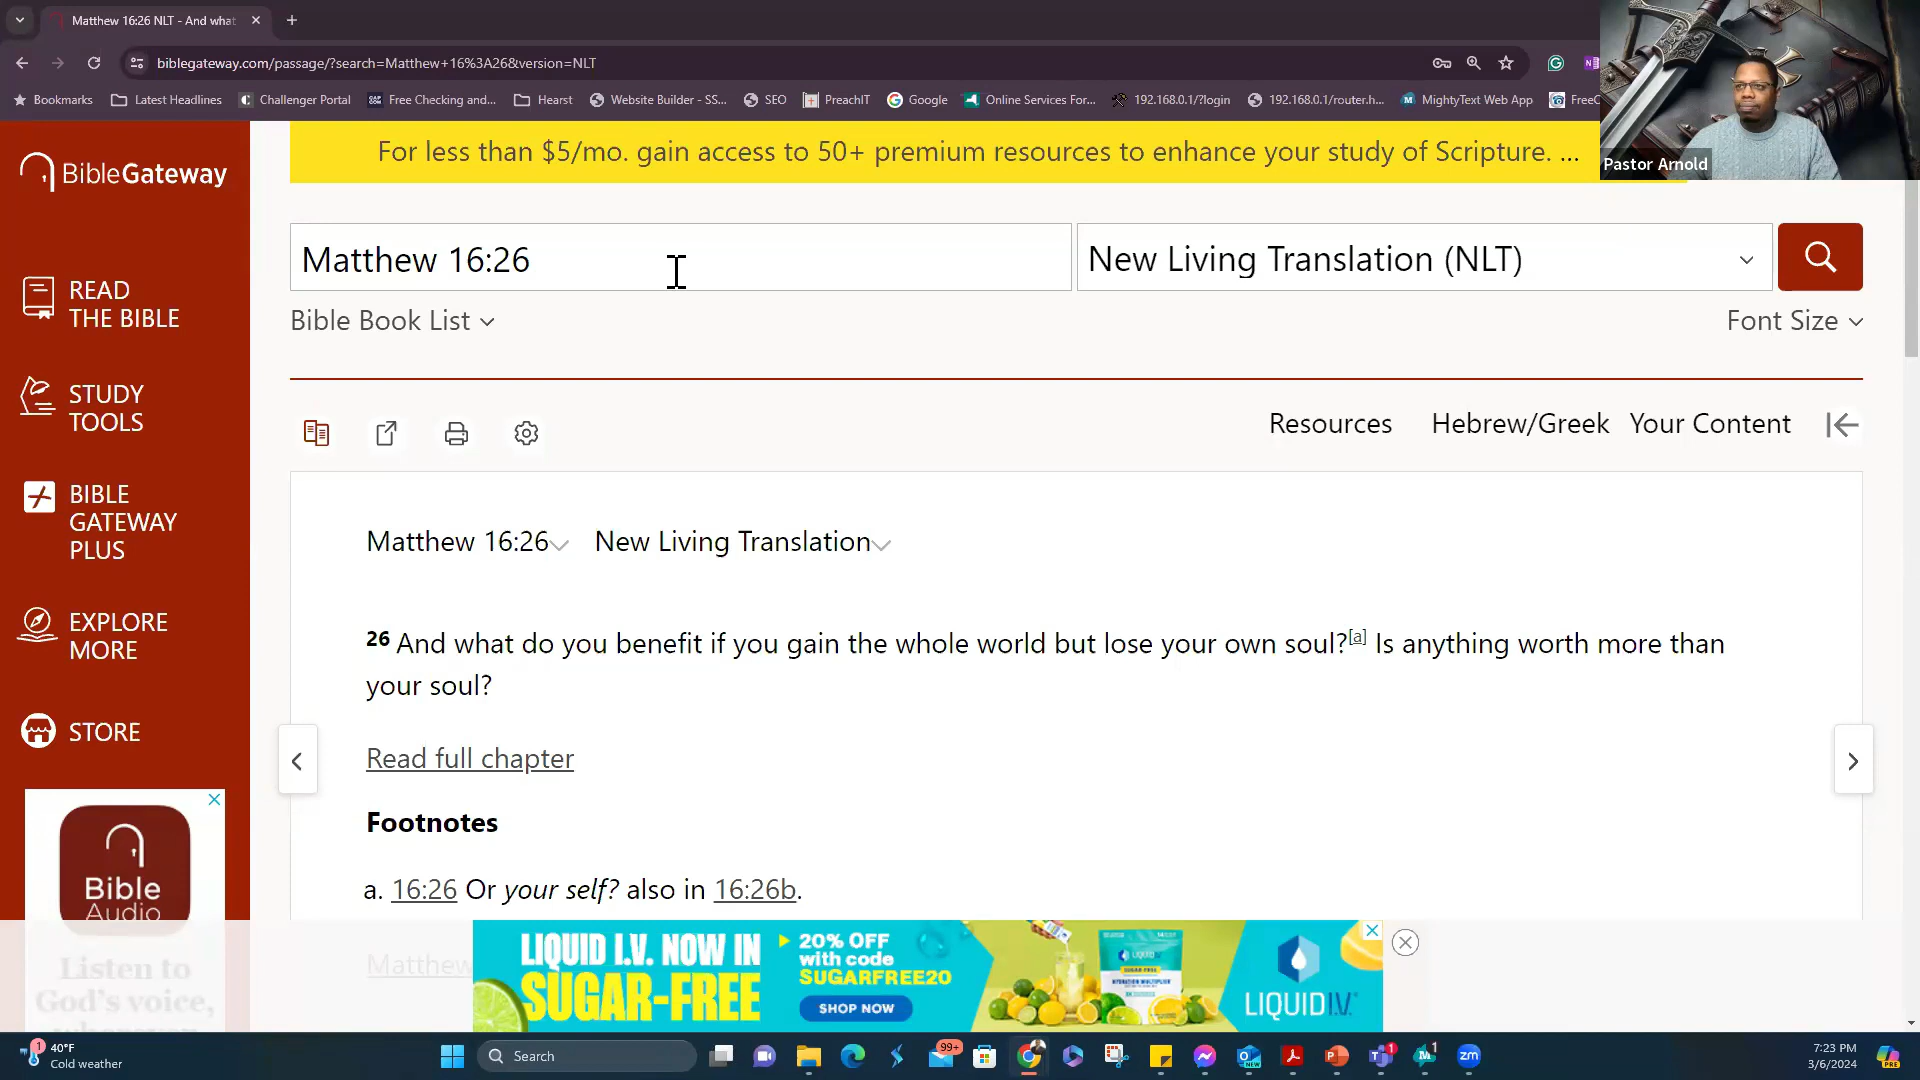 Matthew 16:26 NLT - And what
biblegateway.com/passage/?search=Matthew+16%3A26&version=NLT
Bookmarks
Latest Headlines
Challenger Portal
Free Checking and...
Hearst
Website Builder - SS...
SEO
PreachIT
Google
Online Services For...
192.168.0.1/?login
192.168.0.1/router.h...
MightyText Web App
FreeC
Pastor Arnold
BibleGateway
For less than $5/mo. gain access to 50+ premium resources to enhance your study of Scripture. ...
Matthew 16:26
New Living Translation (NLT)
Bible Book List
Font Size
READ
THE BIBLE
STUDY
TOOLS
BIBLE
GATEWAY
PLUS
EXPLORE
MORE
STORE
Resources
Hebrew/Greek
Your Content
Matthew 16:26
New Living Translation
26 And what do you benefit if you gain the whole world but lose your own soul?[a] Is anything worth more than
your soul?
Read full chapter
Footnotes
a. 16:26 Or your self? also in 16:26b.
Matthew
Bible
Audio
Listen to
God's voice,
LIQUID I.V. NOW IN
SUGAR-FREE
20% OFF
with code
SUGARFREE20
SHOP NOW
LIQUID I.V.
40°F
Cold weather
Search
99+
7:23 PM
3/6/2024